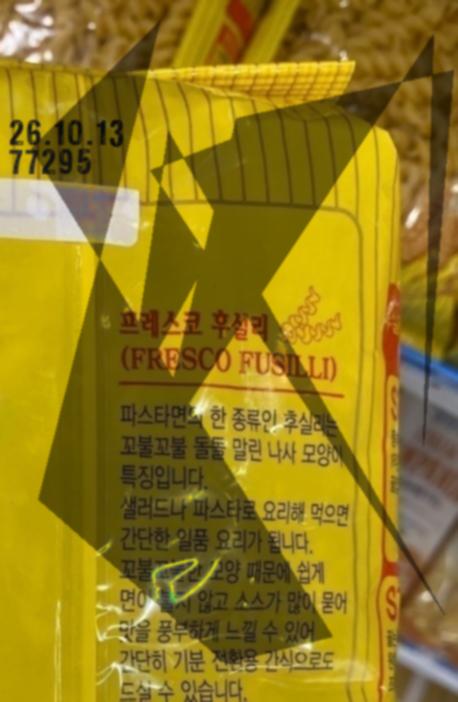 26.10.13
77295
프레스코 후실리
(FRESCO FUSILLI)
파스타면의 한 종류인 후실리는
꼬불꼬불 돌돌 말린 나사 모양이
특징입니다.
샐러드나 파스타로 요리해 먹으면
간단한 일품 요리가 됩니다.
모양 때문에 쉽게
않고 소스가 많이 묻어
맛을 풍부하게 느낄 수 있어
간단히 기분 전환용 간식으로도
드실 수 있습니다.